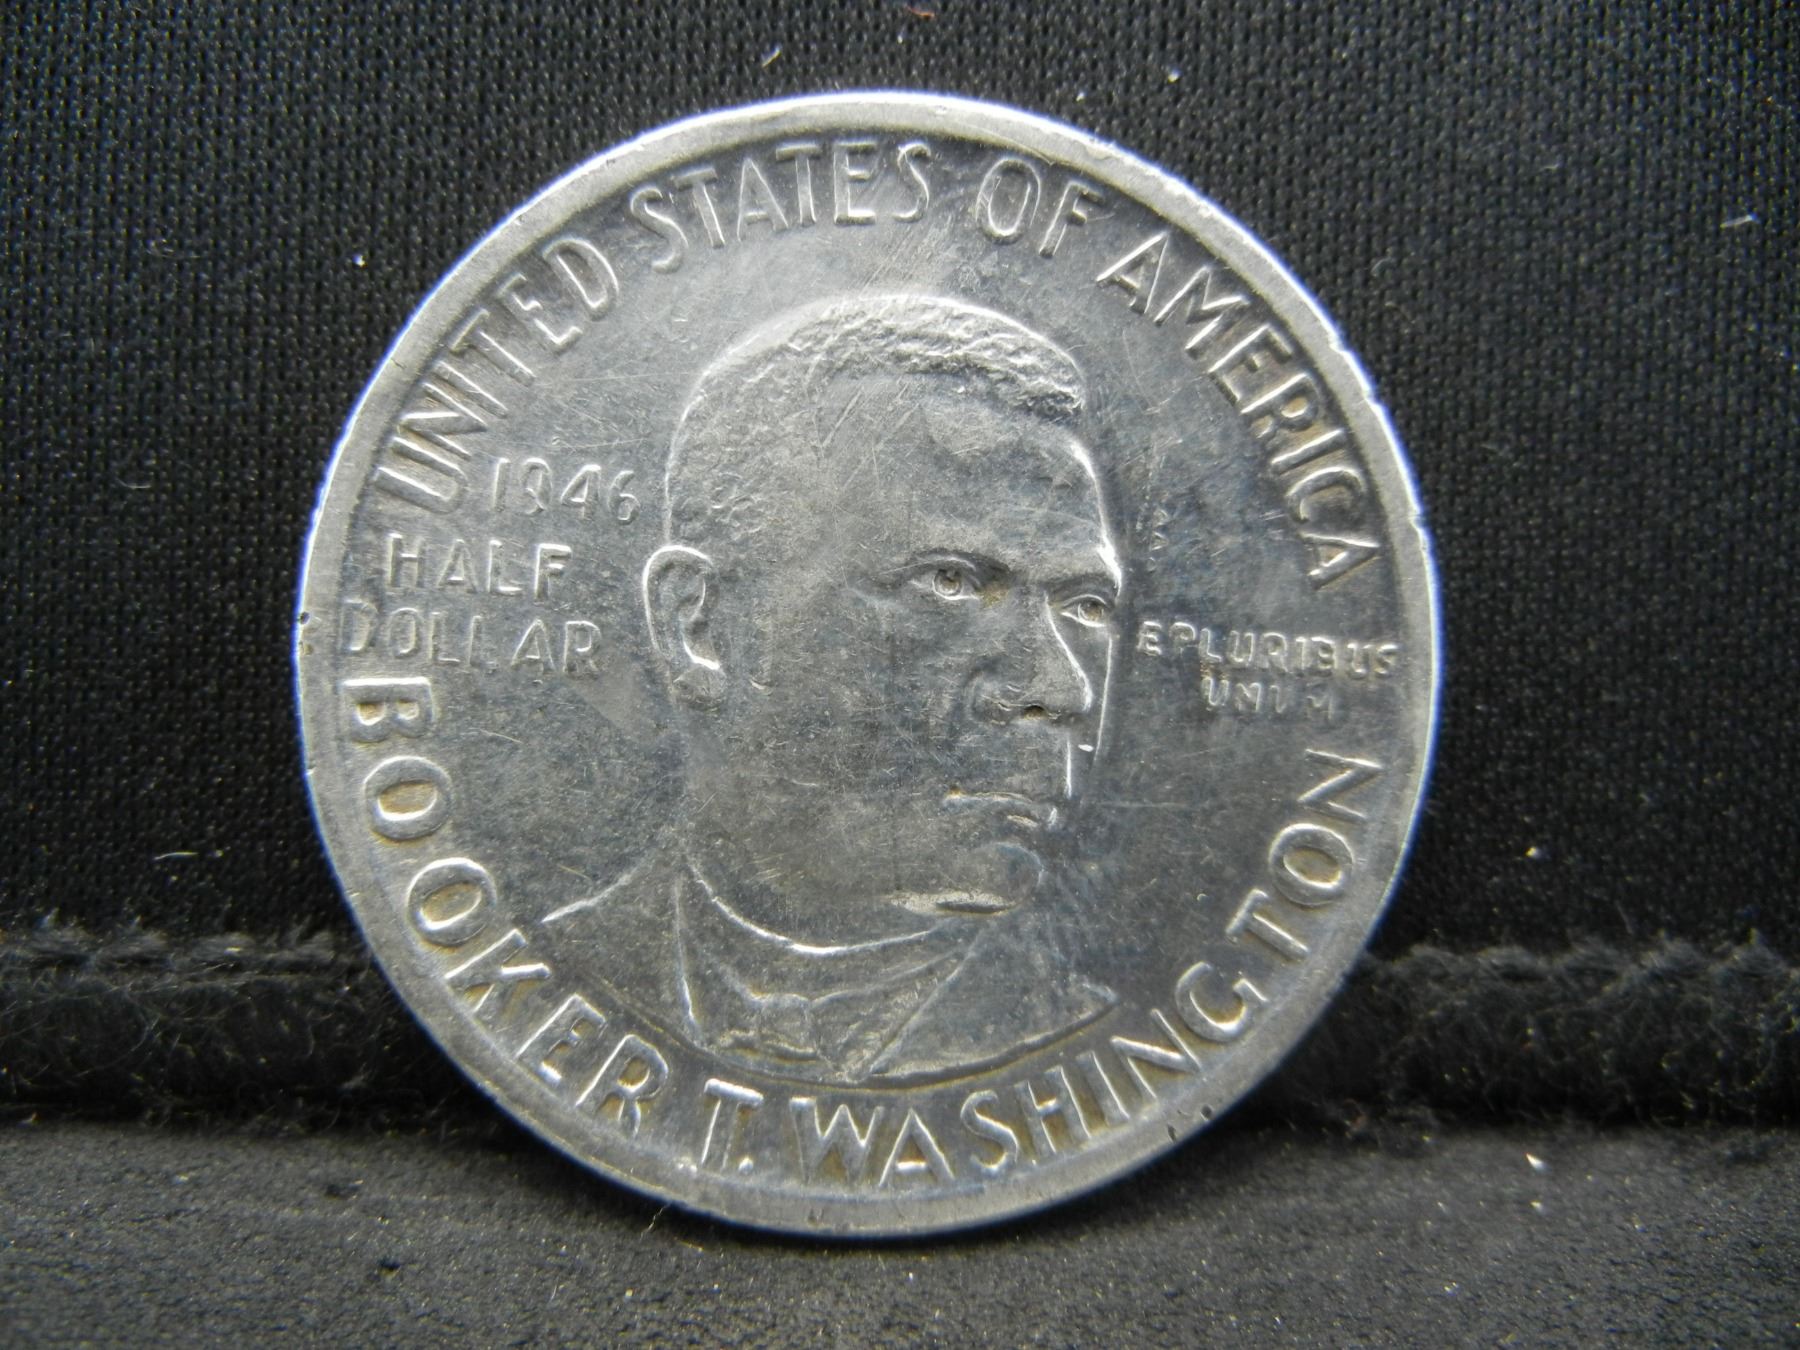 UNITED STATES OF AMERICA
1946
HALF
DOLLAR
E PLURIBUS
UNUM
BOOKER T. WASHINGTON